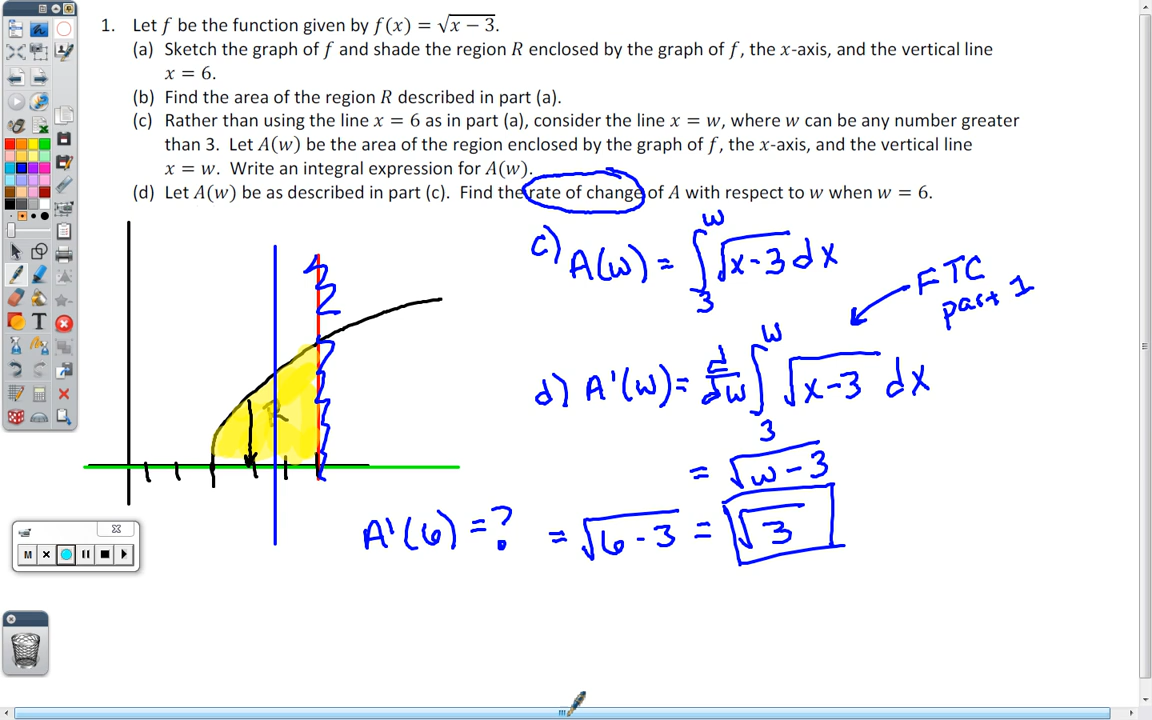 1. Let f be the function given by f(x) = √x − 3.
(a) Sketch the graph of f and shade the region R enclosed by the graph of f, the x-axis, and the vertical line
x = 6.
(b) Find the area of the region R described in part (a).
(c) Rather than using the line x = 6 as in part (a), consider the line x = w, where w can be any number greater
than 3. Let A(w) be the area of the region enclosed by the graph of f, the x-axis, and the vertical line
x = w. Write an integral expression for A(w).
(d) Let A(w) be as described in part (c). Find the rate of change of A with respect to w when w = 6.
c) A(w) = ∫₃ʷ √x-3 dx
FTC
part 1
d) A'(w) = d/dw ∫₃ʷ √x-3 dx
R
= √w-3
A'(6) = ? = √6-3 = √3
M
T